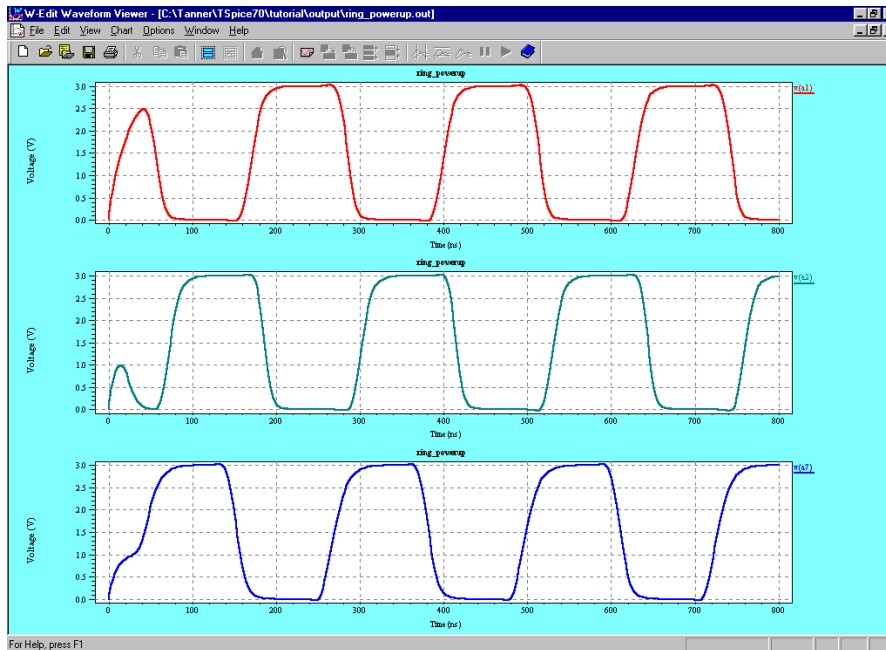 W-Edit Waveform Viewer - [C:\Tanner\TSpice70\tutorial\output\ring_powerup.out]
File Edit View Chart Options Window Help
ring_powerup
v(a1)
Voltage (V)
3.0
2.5
2.0
1.5
1.0
0.5
0.0
0 100 200 300 400 500 600 700 800
Time (ns)
ring_powerup
v(a2)
Voltage (V)
3.0
2.5
2.0
1.5
1.0
0.5
0.0
0 100 200 300 400 500 600 700 800
Time (ns)
ring_powerup
v(a7)
Voltage (V)
3.0
2.5
2.0
1.5
1.0
0.5
0.0
0 100 200 300 400 500 600 700 800
Time (ns)
For Help, press F1